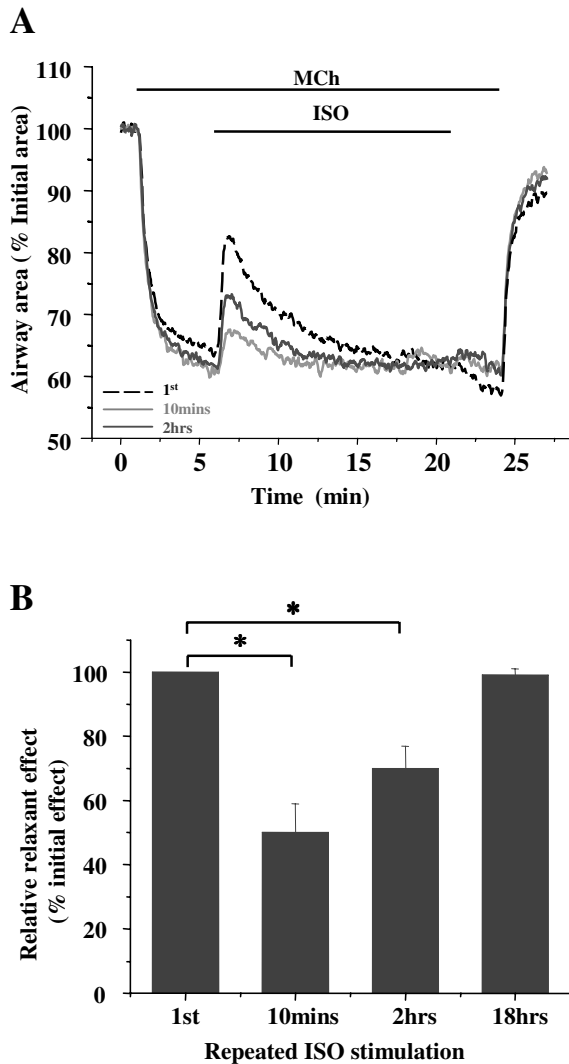 A
MCh
ISO
Airway area (% Initial area)
110
100
90
80
70
60
50
1st
10mins
2hrs
0
5
10
15
20
25
Time (min)
B
*
*
Relative relaxant effect
(% initial effect)
100
80
60
40
20
0
1st
10mins
2hrs
18hrs
Repeated ISO stimulation